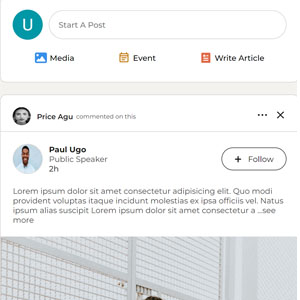 U
Start A Post
Media
Event
Write Article
Price Agu commented on this
Paul Ugo
Public Speaker
2h
+ Follow
Lorem ipsum dolor sit amet consectetur adipisicing elit. Quo modi
provident voluptas itaque incidunt molestias ex ipsa officiis vel. Natus
ipsum alias suscipit Lorem ipsum dolor sit amet consectetur a ...see
more